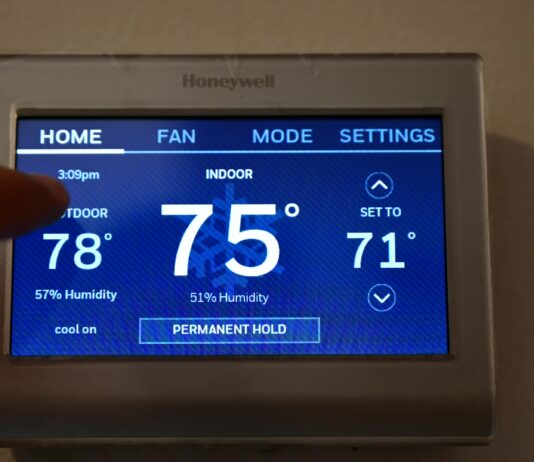 Honeywell
HOME FAN MODE SETTINGS
3:09pm
INDOOR
SET TO
78°
75°
71°
57% Humidity
51% Humidity
cool on
PERMANENT HOLD